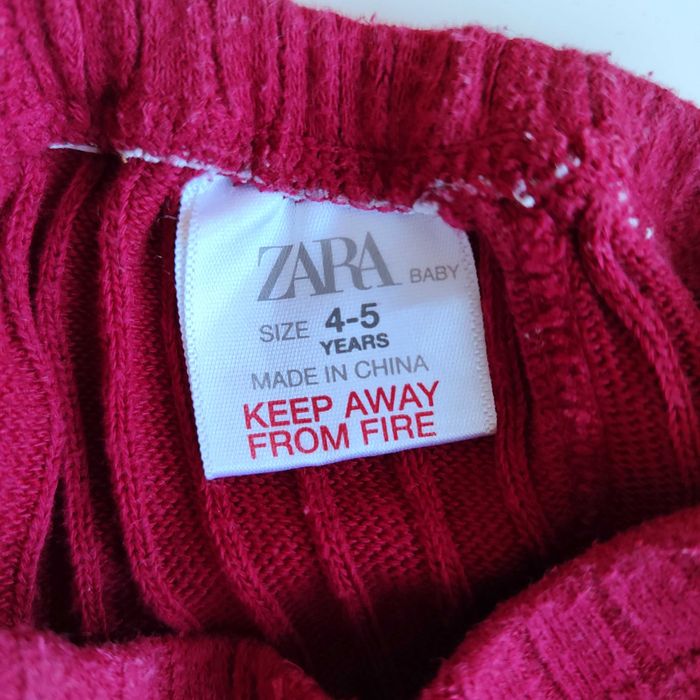 ZARA BABY
SIZE 4-5
YEARS
MADE IN CHINA
KEEP AWAY
FROM FIRE